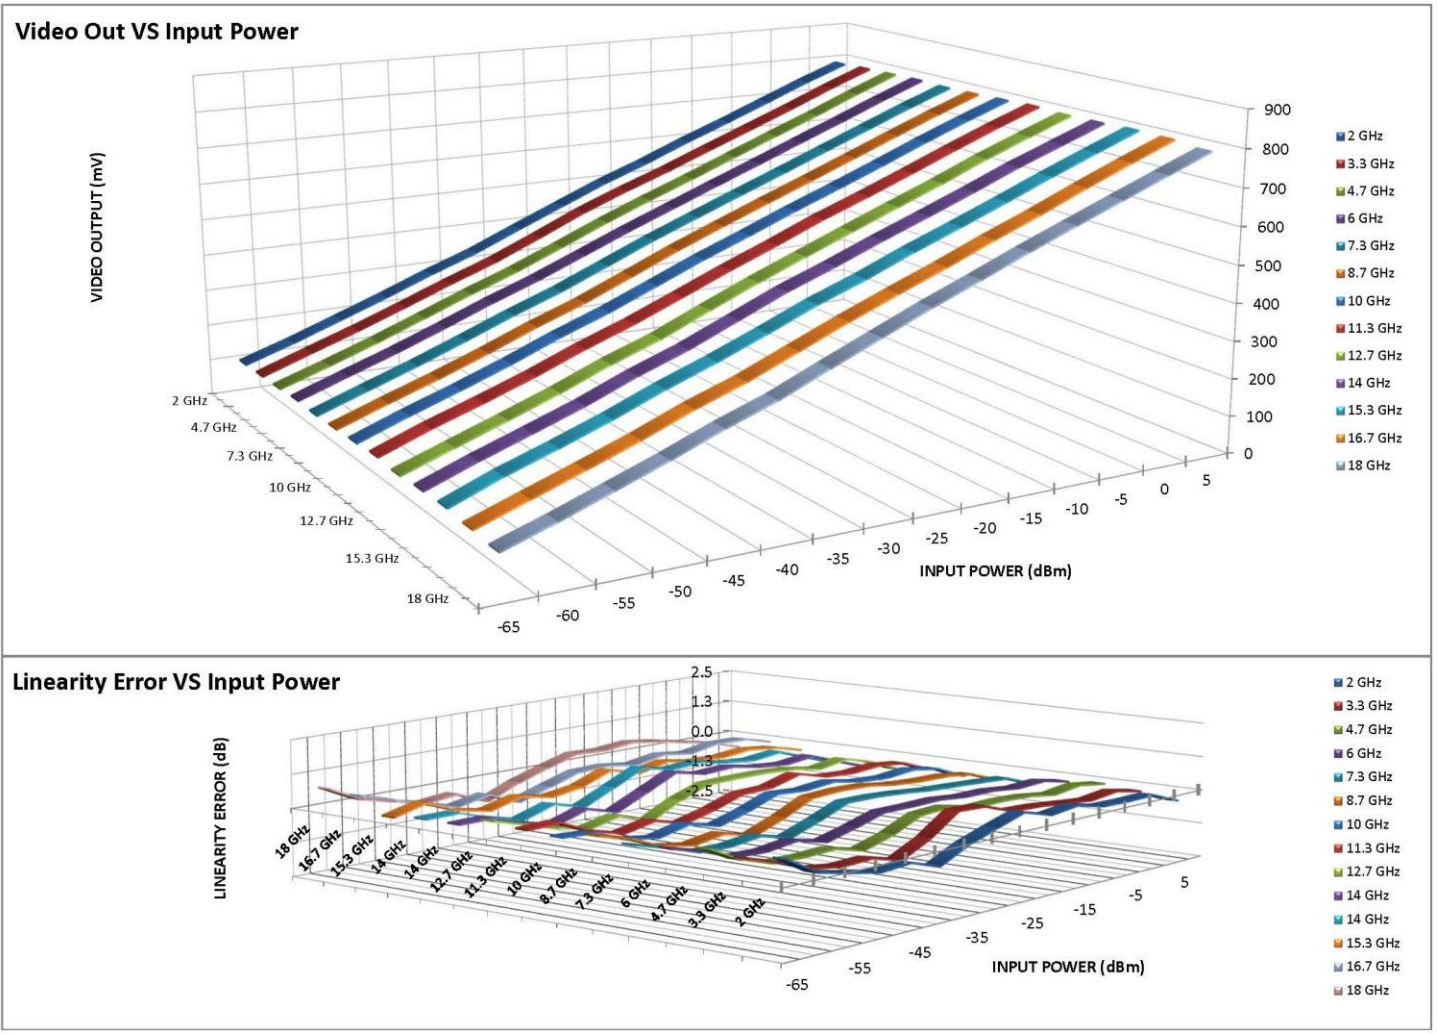 Video Out VS Input Power
VIDEO OUTPUT (mV)
900
800
700
600
500
400
300
200
100
0
2 GHz
4.7 GHz
7.3 GHz
10 GHz
12.7 GHz
15.3 GHz
18 GHz
-65
-60
-55
-50
-45
-40
-35
-30
-25
-20
-15
-10
-5
0
5
INPUT POWER (dBm)
2 GHz
3.3 GHz
4.7 GHz
6 GHz
7.3 GHz
8.7 GHz
10 GHz
11.3 GHz
12.7 GHz
14 GHz
15.3 GHz
16.7 GHz
18 GHz
Linearity Error VS Input Power
LINEARITY ERROR (dB)
2.5
1.3
0.0
-1.3
-2.5
18 GHz
16.7 GHz
15.3 GHz
14 GHz
14 GHz
12.7 GHz
11.3 GHz
10 GHz
8.7 GHz
7.3 GHz
6 GHz
4.7 GHz
3.3 GHz
2 GHz
-65
-55
-45
-35
-25
-15
-5
5
INPUT POWER (dBm)
2 GHz
3.3 GHz
4.7 GHz
6 GHz
7.3 GHz
8.7 GHz
10 GHz
11.3 GHz
12.7 GHz
14 GHz
14 GHz
15.3 GHz
16.7 GHz
18 GHz